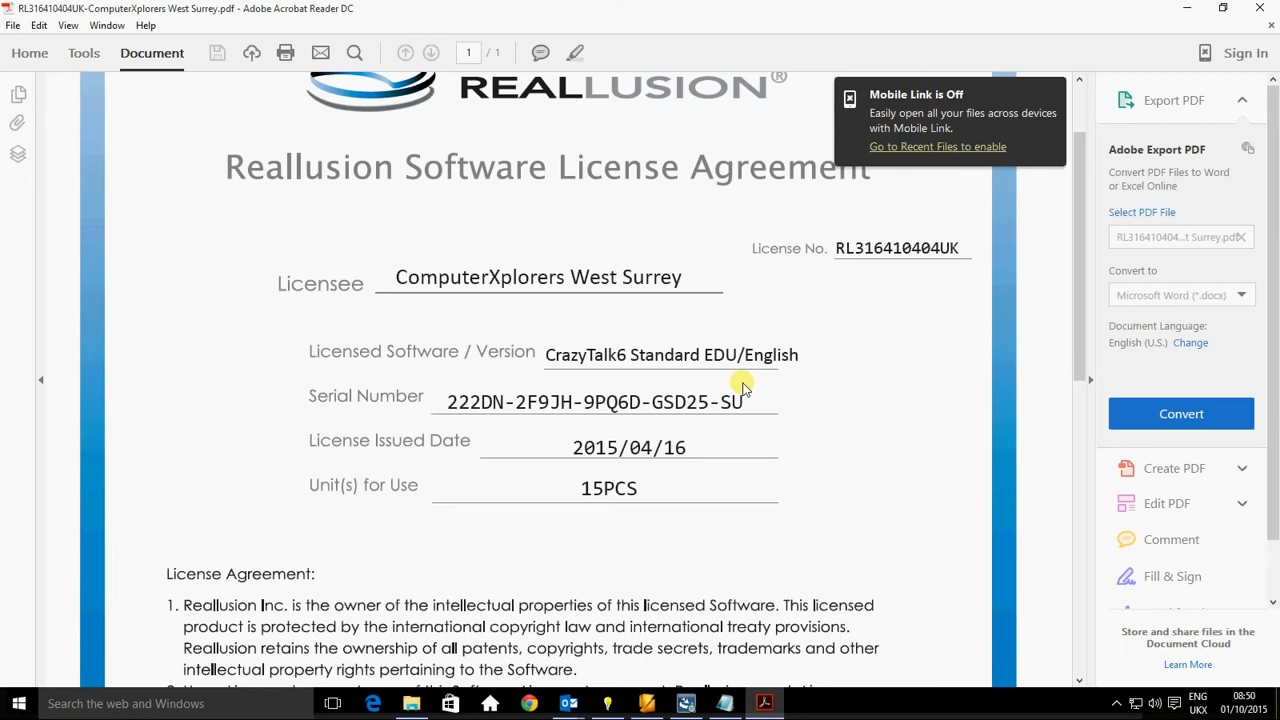 RL316410404UK-ComputerXplorers West Surrey.pdf - Adobe Acrobat Reader DC
File Edit View Window Help
Home Tools Document 1 / 1 Sign In
REALLUSION®
Mobile Link is Off
Easily open all your files across devices
with Mobile Link.
Go to Recent Files to enable
Reallusion Software License Agreement
License No. RL316410404UK
Licensee ComputerXplorers West Surrey
Licensed Software / Version CrazyTalk6 Standard EDU/English
Serial Number 222DN-2F9JH-9PQ6D-GSD25-SU
License Issued Date 2015/04/16
Unit(s) for Use 15PCS
License Agreement:
1. Reallusion Inc. is the owner of the intellectual properties of this licensed Software. This licensed
product is protected by the international copyright law and international treaty provisions.
Reallusion retains the ownership of all patents, copyrights, trade secrets, trademarks and other
intellectual property rights pertaining to the Software.
Export PDF
Adobe Export PDF
Convert PDF Files to Word
or Excel Online
Select PDF File
RL316410404...t Surrey.pdf
Convert to
Microsoft Word (*.docx)
Document Language:
English (U.S.) Change
Convert
Create PDF
Edit PDF
Comment
Fill & Sign
Store and share files in the
Document Cloud
Learn More
Search the web and Windows
ENG
UKX
08:50
01/10/2015